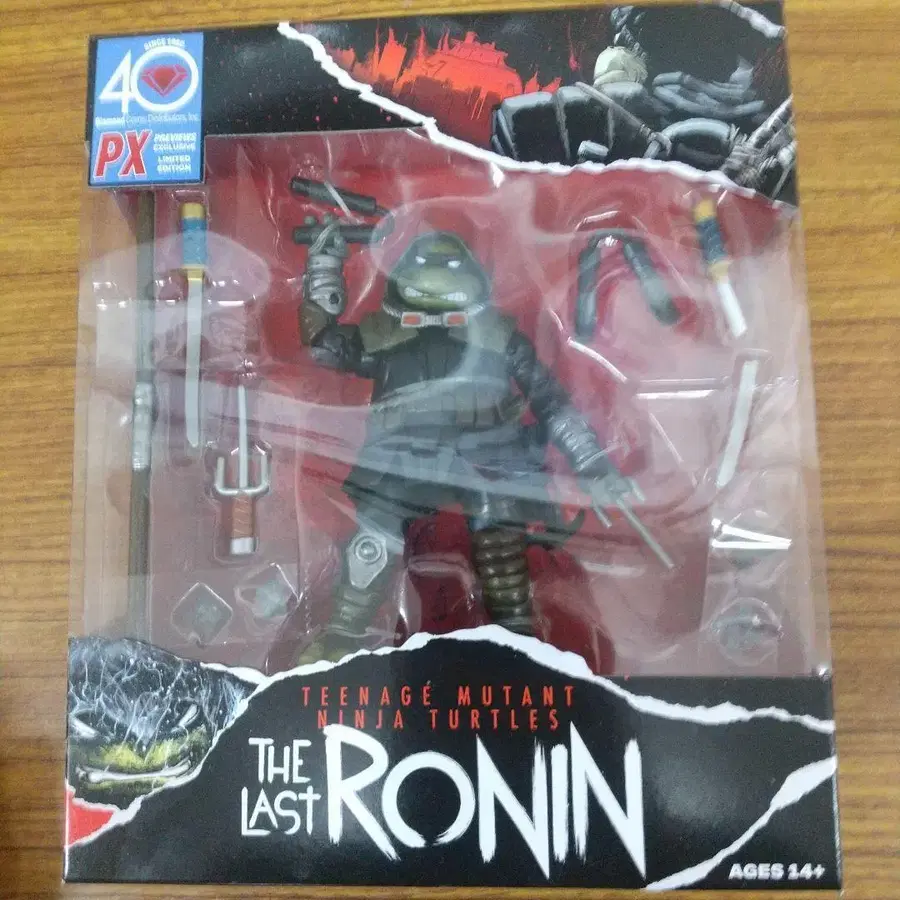 SINCE 1982
40
Diamond Comic Distributors, Inc.
PX
PREVIEWS
EXCLUSIVE
LIMITED
EDITION
TEENAGE MUTANT
NINJA TURTLES
THE
LAST
RONIN
AGES 14+